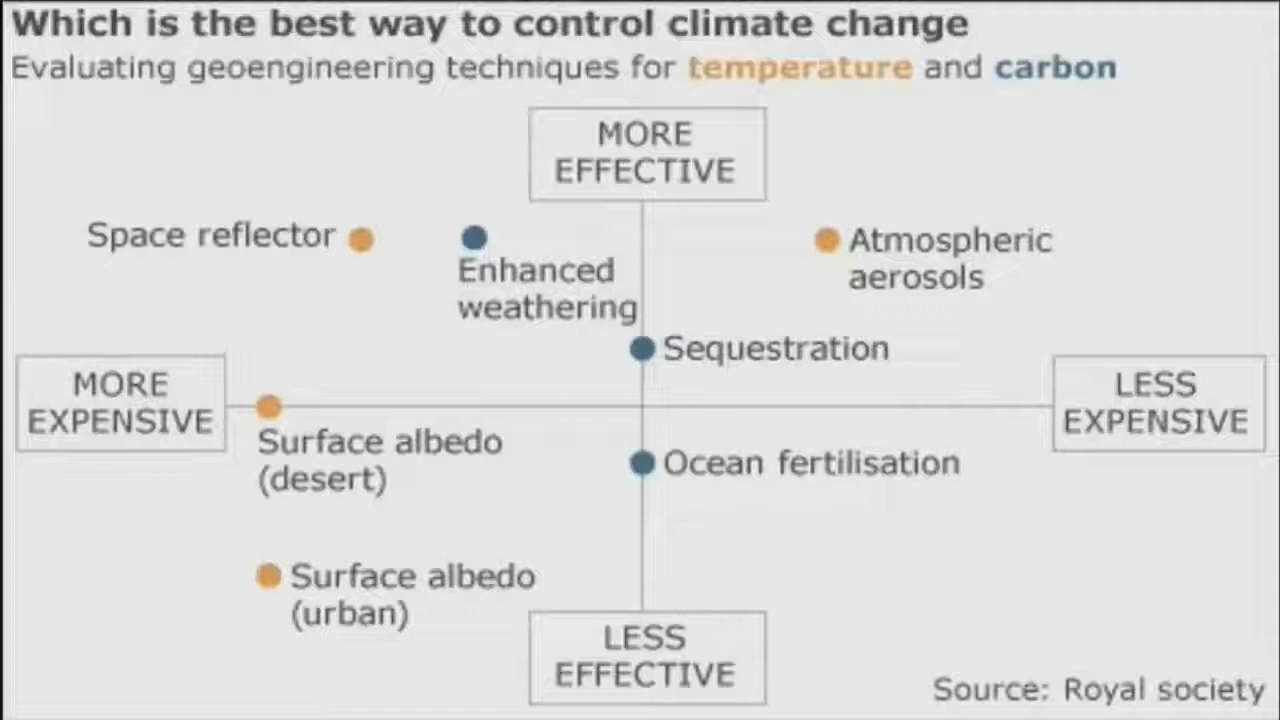 Which is the best way to control climate change
Evaluating geoengineering techniques for temperature and carbon
MORE
EFFECTIVE
Space reflector
Enhanced
weathering
Atmospheric
aerosols
Sequestration
MORE
EXPENSIVE
LESS
EXPENSIVE
Surface albedo
(desert)
Ocean fertilisation
Surface albedo
(urban)
LESS
EFFECTIVE
Source: Royal society